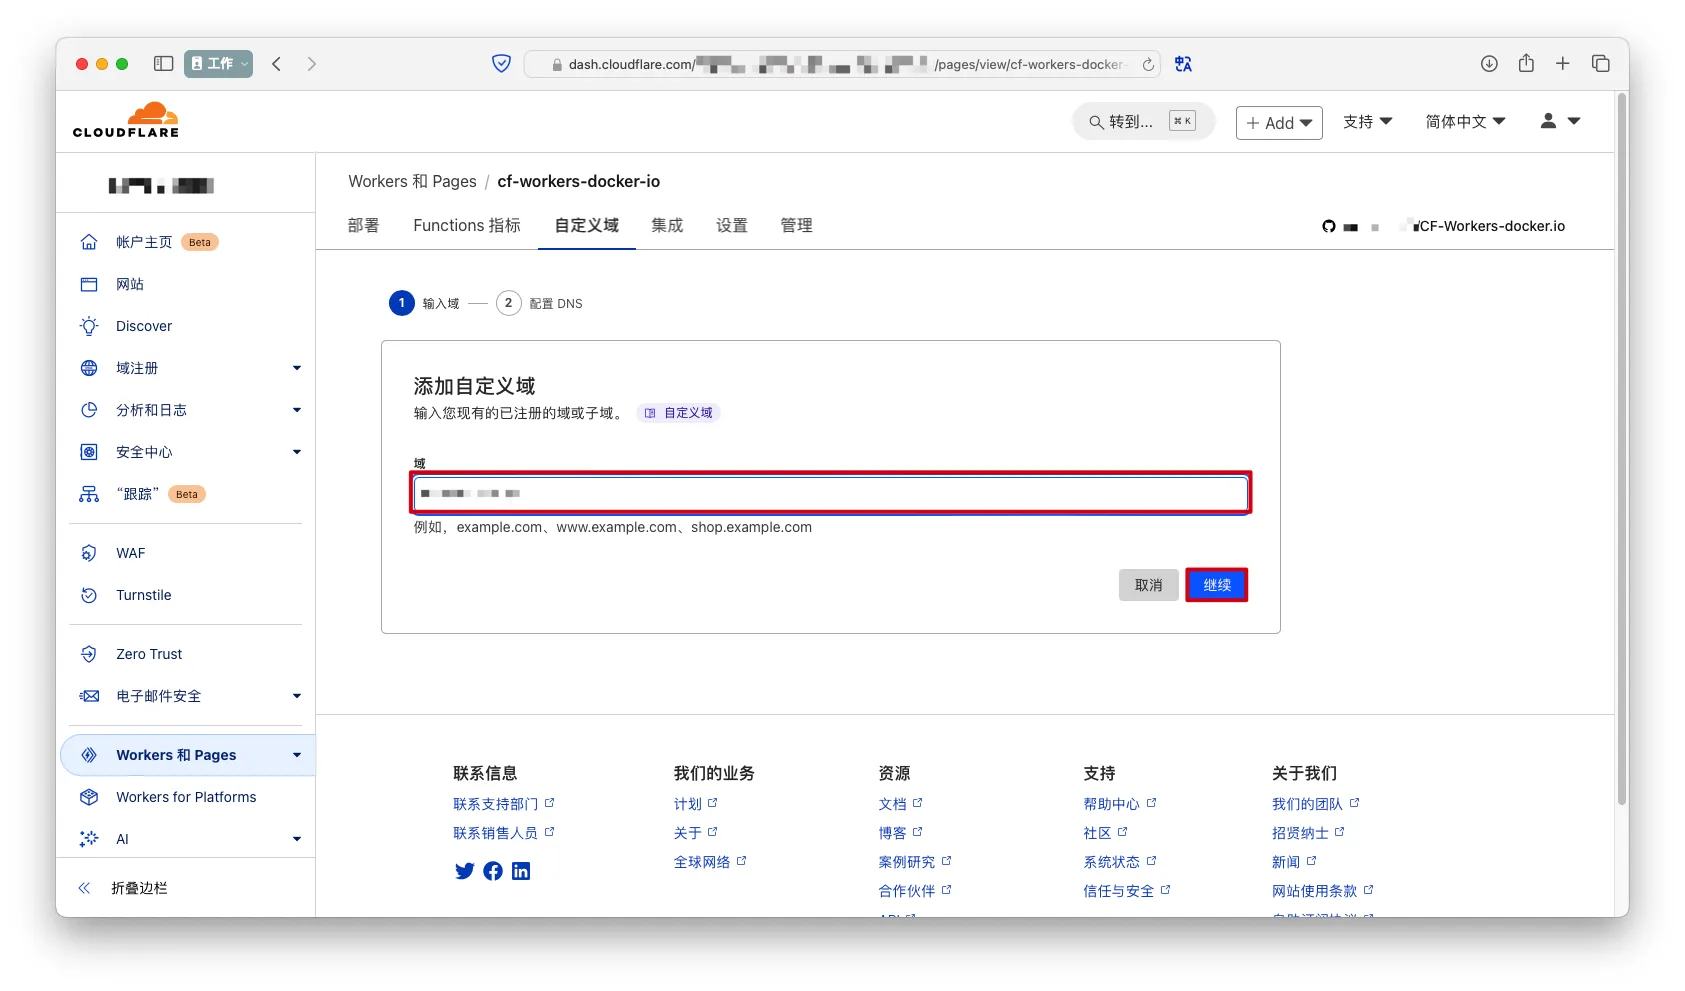 工作
dash.cloudflare.com/
/pages/view/cf-workers-docker-
CLOUDFLARE
转到... ⌘ K
+ Add
支持
简体中文
帐户主页 Beta
网站
Discover
域注册
分析和日志
安全中心
“跟踪” Beta
WAF
Turnstile
Zero Trust
电子邮件安全
Workers 和 Pages
Workers for Platforms
AI
折叠边栏
Workers 和 Pages / cf-workers-docker-io
部署 Functions 指标 自定义域 集成 设置 管理
/CF-Workers-docker.io
1 输入域 2 配置 DNS
添加自定义域
输入您现有的已注册的域或子域。 自定义域
域
例如，example.com、www.example.com、shop.example.com
取消 继续
联系信息
联系支持部门
联系销售人员
我们的业务
计划
关于
全球网络
资源
文档
博客
案例研究
合作伙伴
支持
帮助中心
社区
系统状态
信任与安全
关于我们
我们的团队
招贤纳士
新闻
网站使用条款